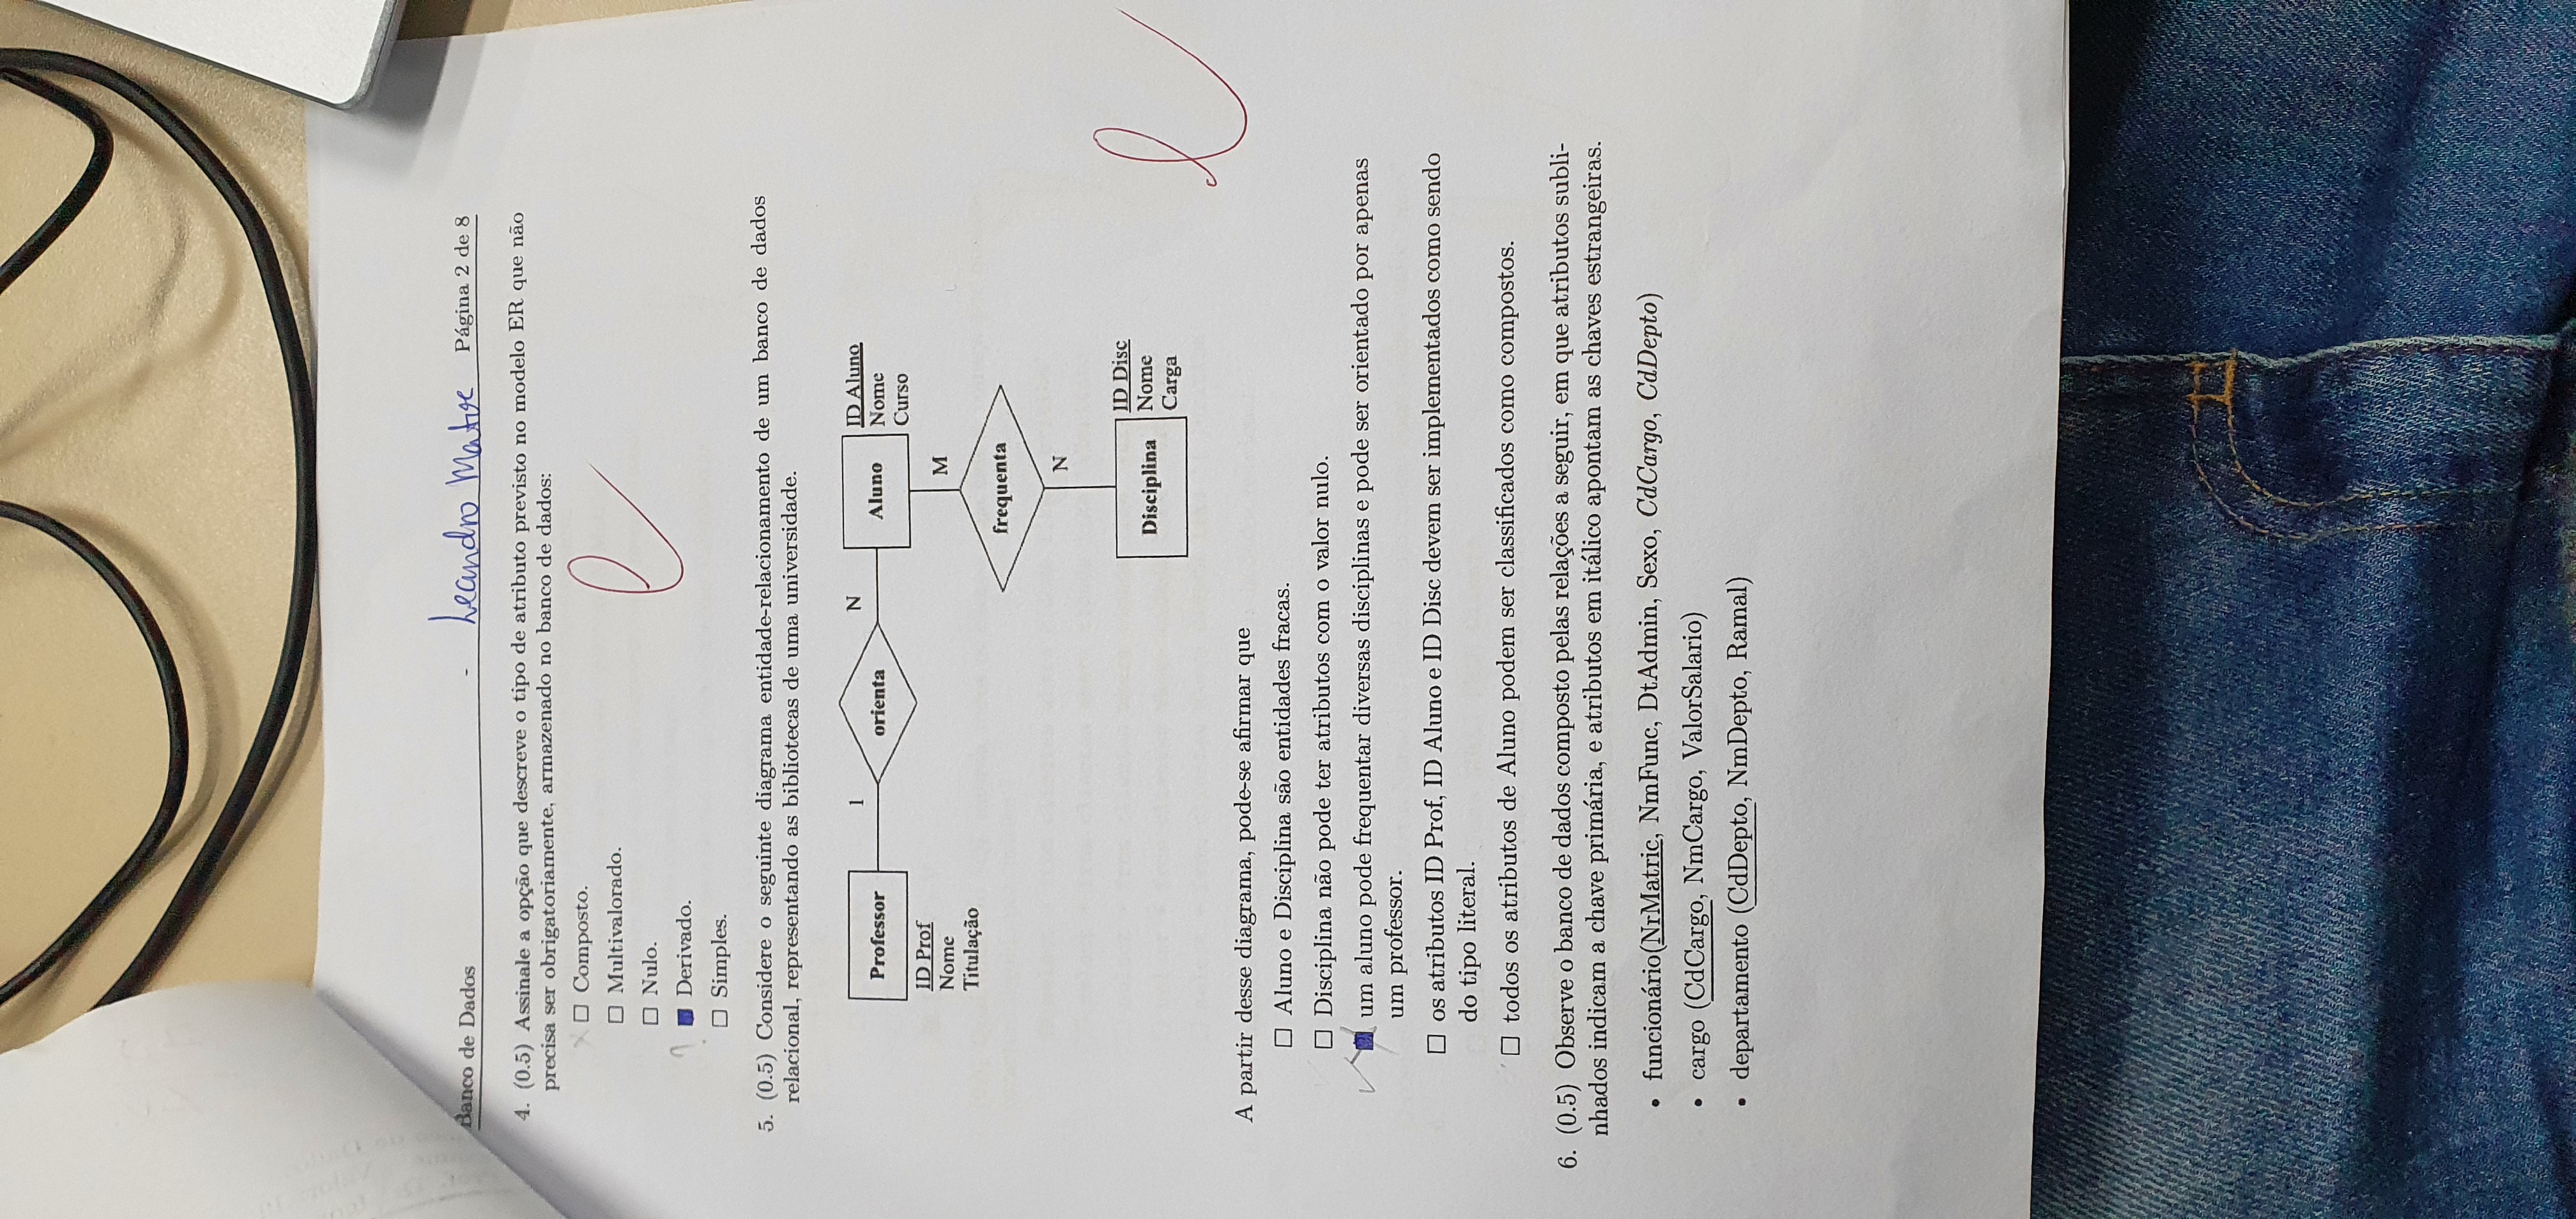 Banco de Dados - Leandro Página 2 de 8
4. (0.5) Assinale a opção que descreve o tipo de atributo previsto no modelo ER que não
precisa ser obrigatoriamente, armazenado no banco de dados:
Composto.
Multivalorado.
Nulo.
Derivado.
Simples.
5. (0.5) Considere o seguinte diagrama entidade-relacionamento de um banco de dados
relacional, representando as bibliotecas de uma universidade.
Professor 1 orienta N Aluno
ID Prof
Nome
Titulação
ID Aluno
Nome
Curso
M
frequenta
N
Disciplina
ID Disc
Nome
Carga
A partir desse diagrama, pode-se afirmar que
Aluno e Disciplina são entidades fracas.
Disciplina não pode ter atributos com o valor nulo.
um aluno pode frequentar diversas disciplinas e pode ser orientado por apenas
um professor.
os atributos ID Prof, ID Aluno e ID Disc devem ser implementados como sendo
do tipo literal.
todos os atributos de Aluno podem ser classificados como compostos.
6. (0.5) Observe o banco de dados composto pelas relações a seguir, em que atributos subli-
nhados indicam a chave primária, e atributos em itálico apontam as chaves estrangeiras.
• funcionário(NrMatric, NmFunc, DtAdmin, Sexo, CdCargo, CdDepto)
• cargo (CdCargo, NmCargo, ValorSalario)
• departamento (CdDepto, NmDepto, Ramal)